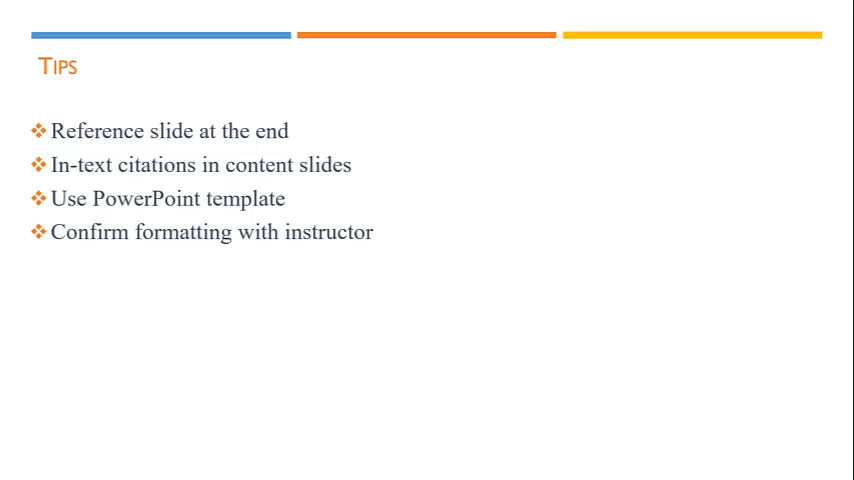 Tips
Reference slide at the end
In-text citations in content slides
Use PowerPoint template
Confirm formatting with instructor